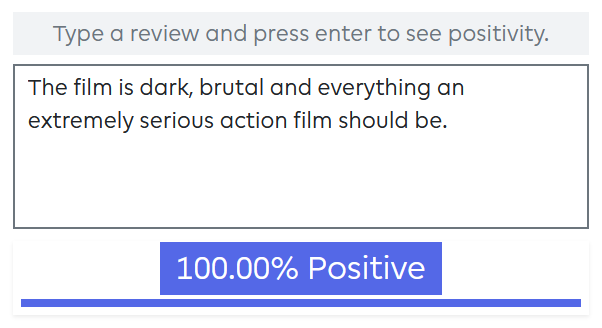 Type a review and press enter to see positivity.
The film is dark, brutal and everything an
extremely serious action film should be.
100.00% Positive